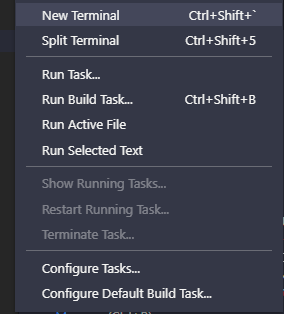 New Terminal Ctrl+Shift+`
Split Terminal Ctrl+Shift+5
Run Task...
Run Build Task... Ctrl+Shift+B
Run Active File
Run Selected Text
Show Running Tasks...
Restart Running Task...
Terminate Task...
Configure Tasks...
Configure Default Build Task...